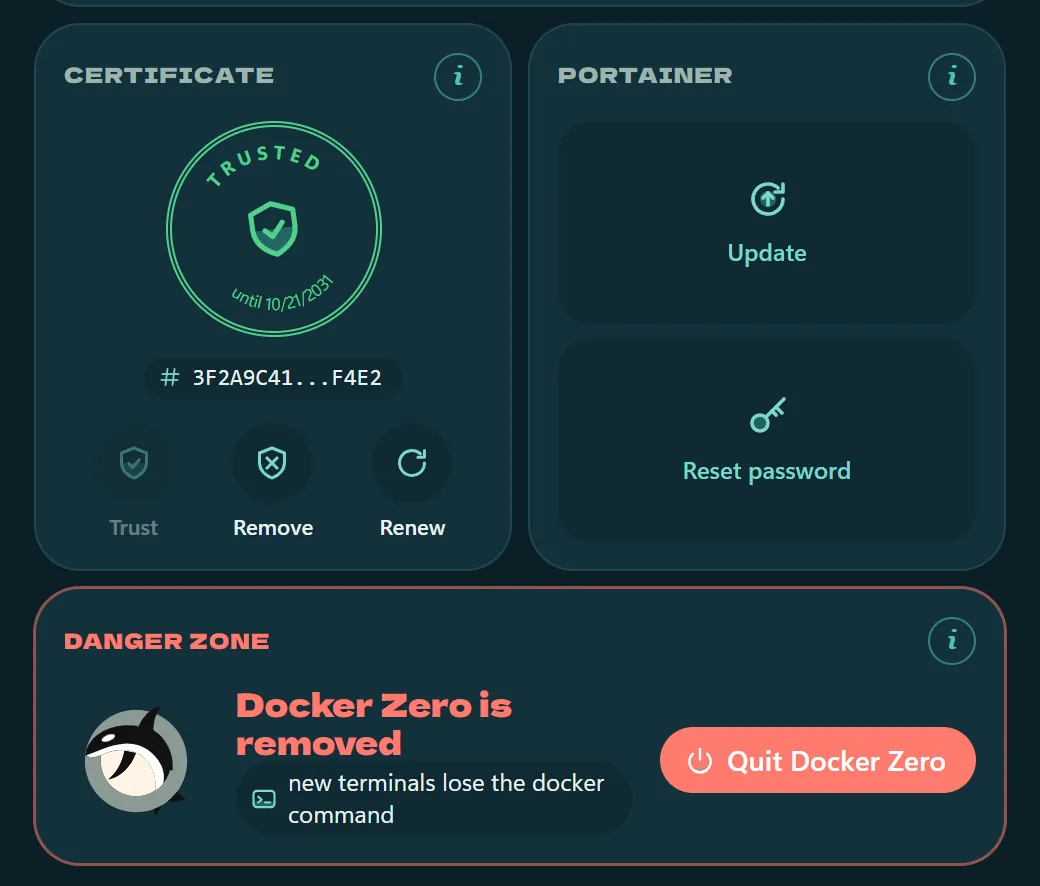 CERTIFICATE
i
TRUSTED
until 10/21/2031
# 3F2A9C41...F4E2
Trust
Remove
Renew
PORTAINER
i
Update
Reset password
DANGER ZONE
i
Docker Zero is
removed
new terminals lose the docker
command
Quit Docker Zero